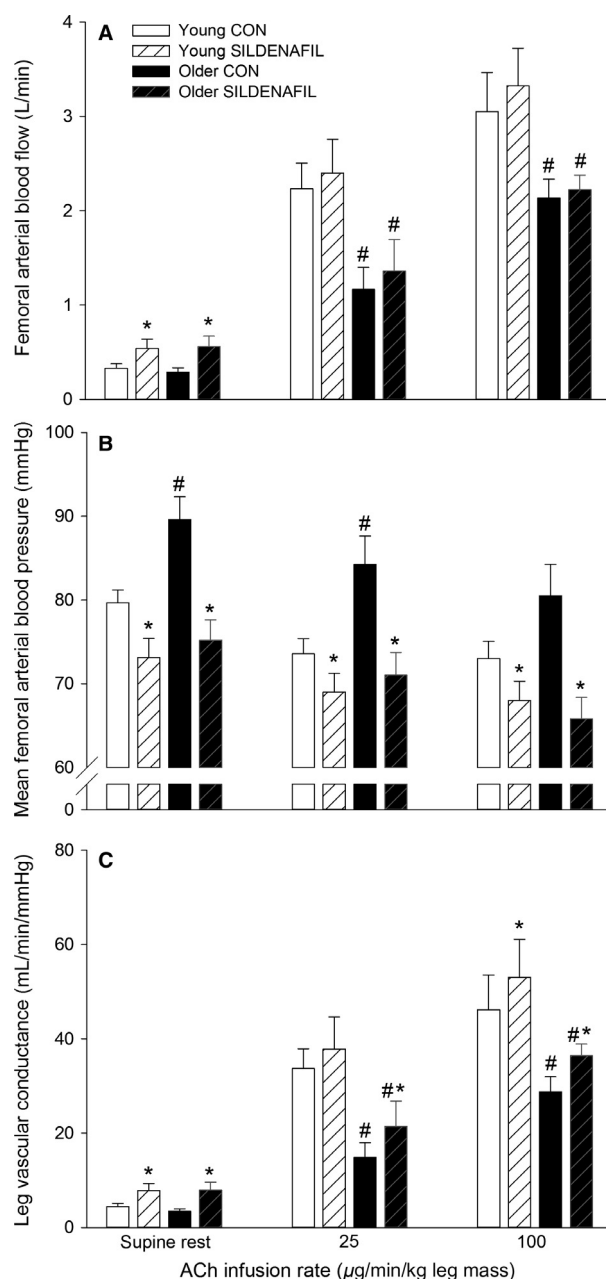 A
Young CON
Young SILDENAFIL
Older CON
Older SILDENAFIL
Femoral arterial blood flow (L/min)
4
3
2
1
0
* *
# #
# #
B
Mean femoral arterial blood pressure (mmHg)
100
90
80
70
60
0
* # *
* # *
* *
C
Leg vascular conductance (mL/min/mmHg)
80
60
40
20
0
* *
# #*
* # #*
Supine rest 25 100
ACh infusion rate (µg/min/kg leg mass)